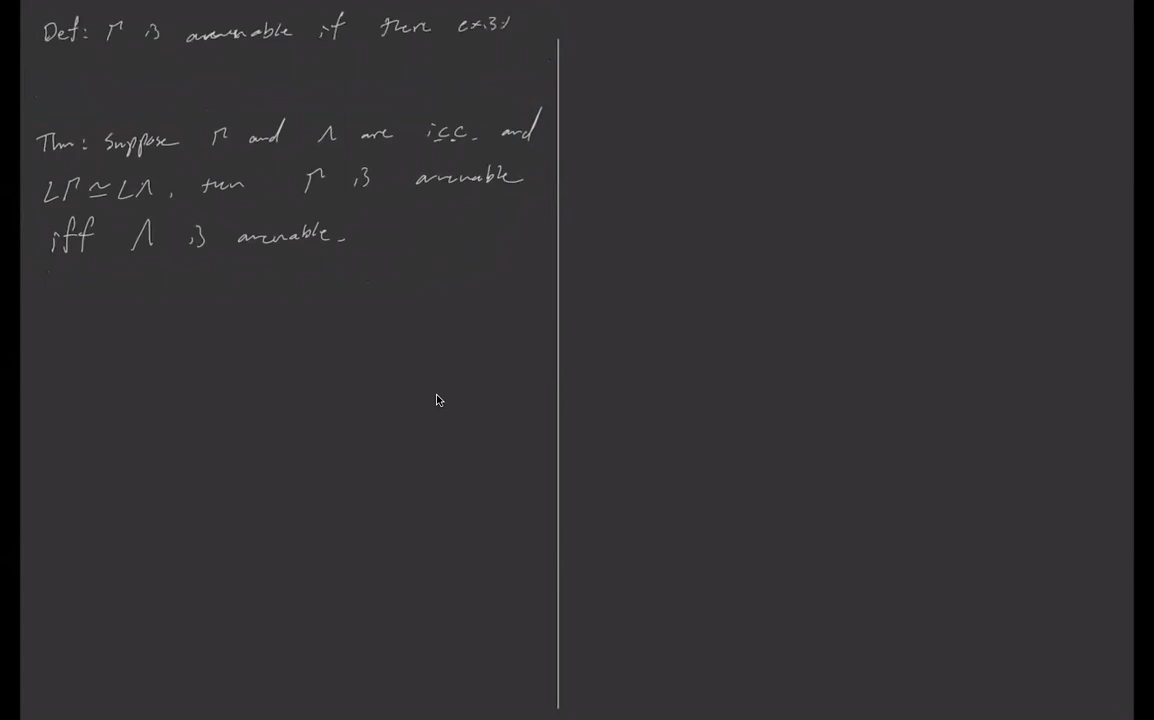 Def: Γ is amenable if there exist
Thm: Suppose Γ and Λ are icc. and
LΓ ≅ LΛ, then Γ is amenable
iff Λ is amenable.